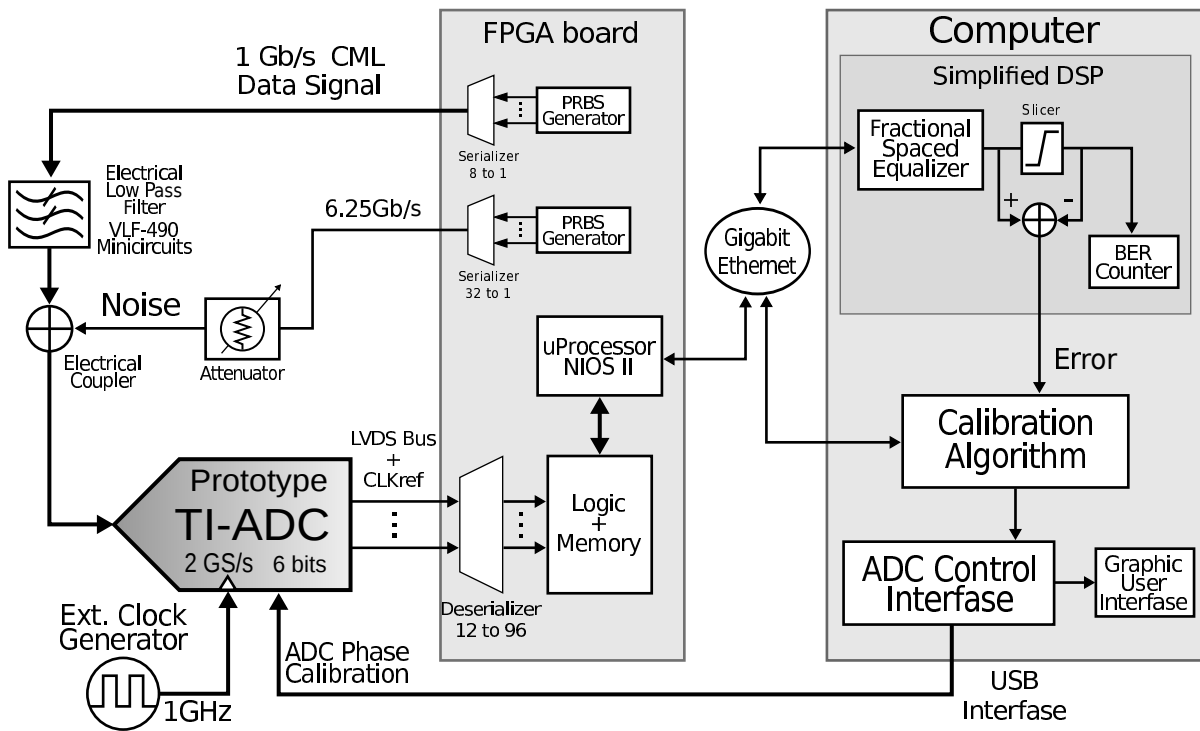 FPGA board
Computer
1 Gb/s CML
Data Signal
PRBS
Generator
Serializer
8 to 1
Simplified DSP
Slicer
Fractional
Spaced
Equalizer
+
-
BER
Counter
Electrical
Low Pass
Filter
VLF-490
Minicircuits
6.25Gb/s
PRBS
Generator
Serializer
32 to 1
Gigabit
Ethernet
Noise
Electrical
Coupler
Attenuator
uProcessor
NIOS II
Error
Calibration
Algorithm
LVDS Bus
+
CLKref
Prototype
TI-ADC
2 GS/s 6 bits
Logic
+
Memory
Deserializer
12 to 96
ADC Control
Interfase
Graphic
User
Interfase
Ext. Clock
Generator
1GHz
ADC Phase
Calibration
USB
Interfase